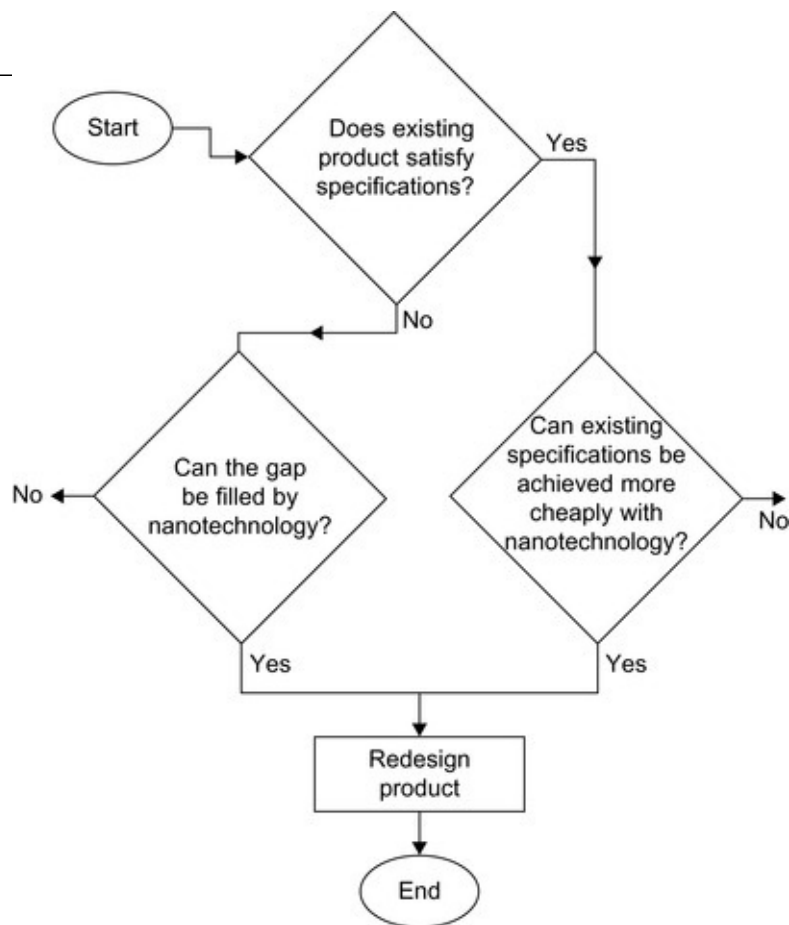 Start
Does existing
product satisfy
specifications?
Yes
No
Can the gap
be filled by
nanotechnology?
No
Yes
Can existing
specifications be
achieved more
cheaply with
nanotechnology?
No
Yes
Redesign
product
End